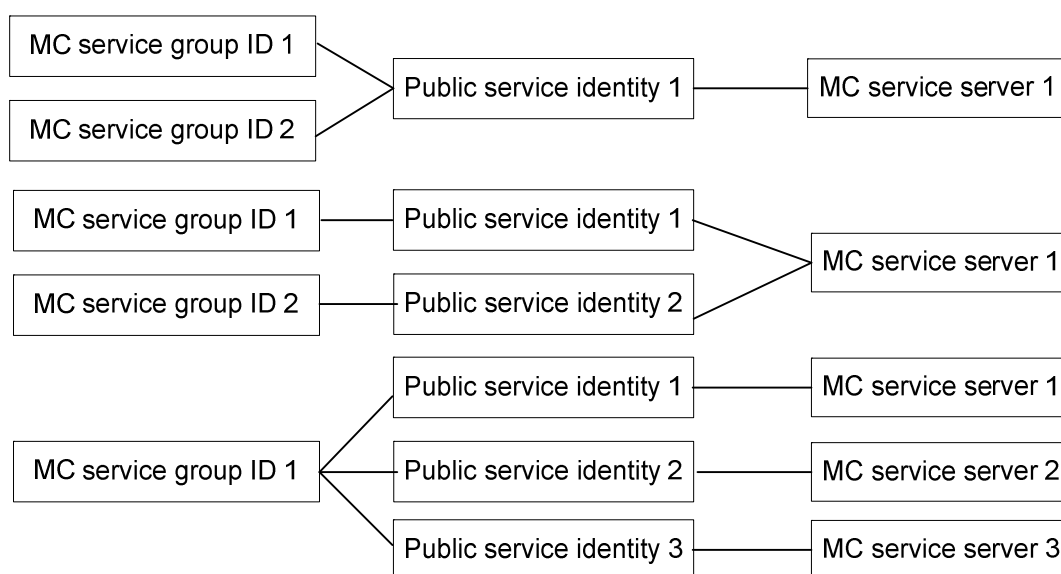 MC service group ID 1
Public service identity 1
MC service server 1
MC service group ID 2
MC service group ID 1
Public service identity 1
MC service server 1
MC service group ID 2
Public service identity 2
Public service identity 1
MC service server 1
MC service group ID 1
Public service identity 2
MC service server 2
Public service identity 3
MC service server 3